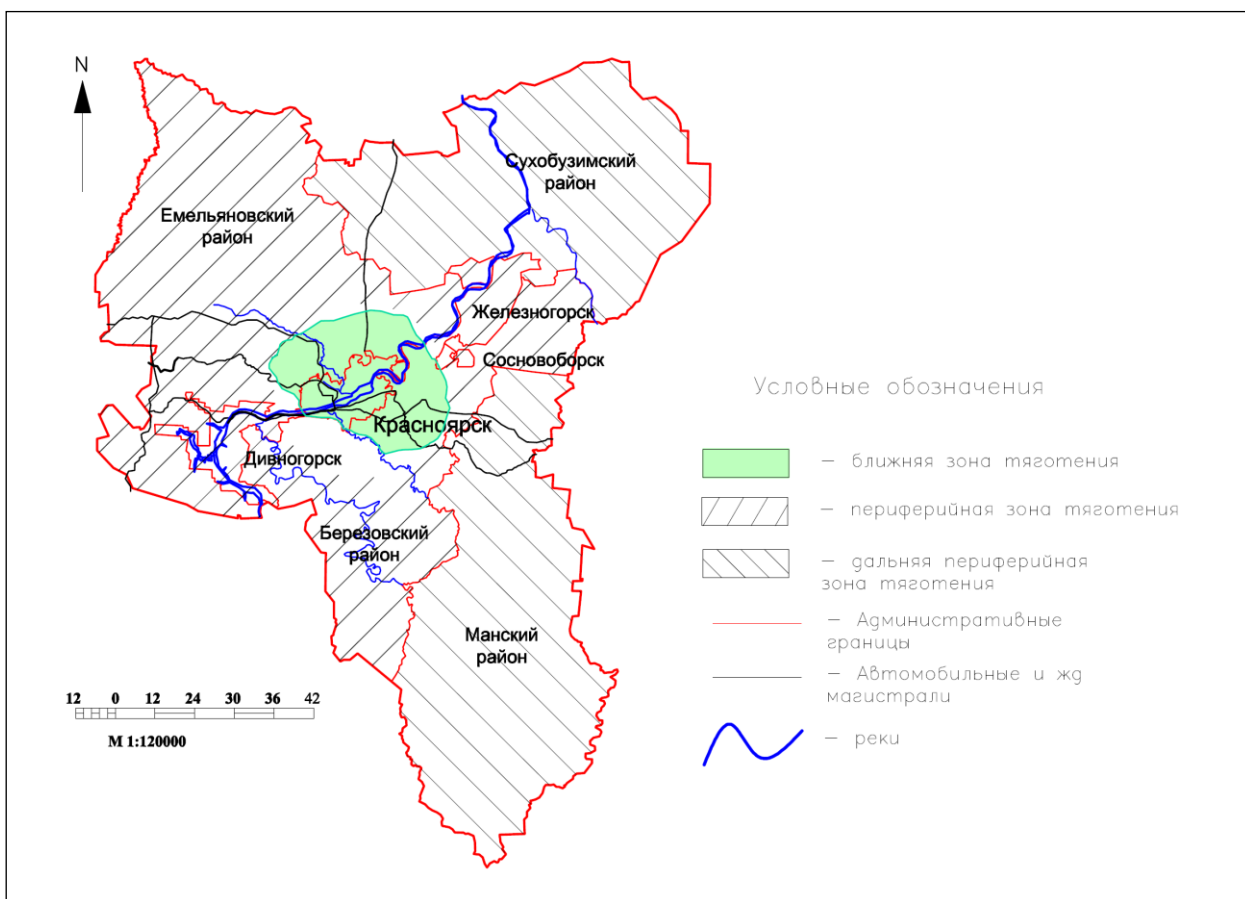 N
Сухобузимский
район
Емельяновский
район
Железногорск
Сосновоборск
Красноярск
Дивногорск
Березовский
район
Манский
район
12 0 12 24 30 36 42
М 1:120000
Условные обозначения
– ближняя зона тяготения
– периферийная зона тяготения
– дальняя периферийная
зона тяготения
– Административные
границы
– Автомобильные и жд
магистрали
– реки